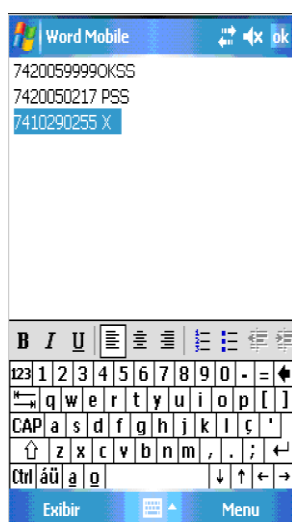 Word Mobile ok
7420059999OKSS
7420050217 PSS
7410290255 X
B I U
123 1 2 3 4 5 6 7 8 9 0 - =
q w e r t y u i o p [ ]
CAP a s d f g h j k l ç '
z x c v b n m , . ;
Ctrl áü a o
Exibir Menu